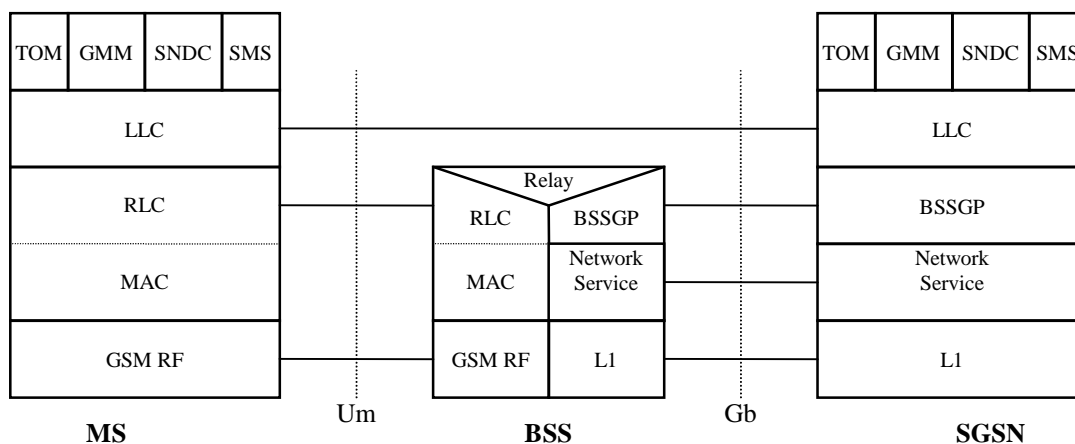 TOM GMM SNDC SMS
TOM GMM SNDC SMS
LLC
LLC
Relay
RLC
RLC
BSSGP
BSSGP
MAC
MAC
Network
Service
Network
Service
GSM RF
GSM RF
L1
L1
Um
Gb
MS
BSS
SGSN